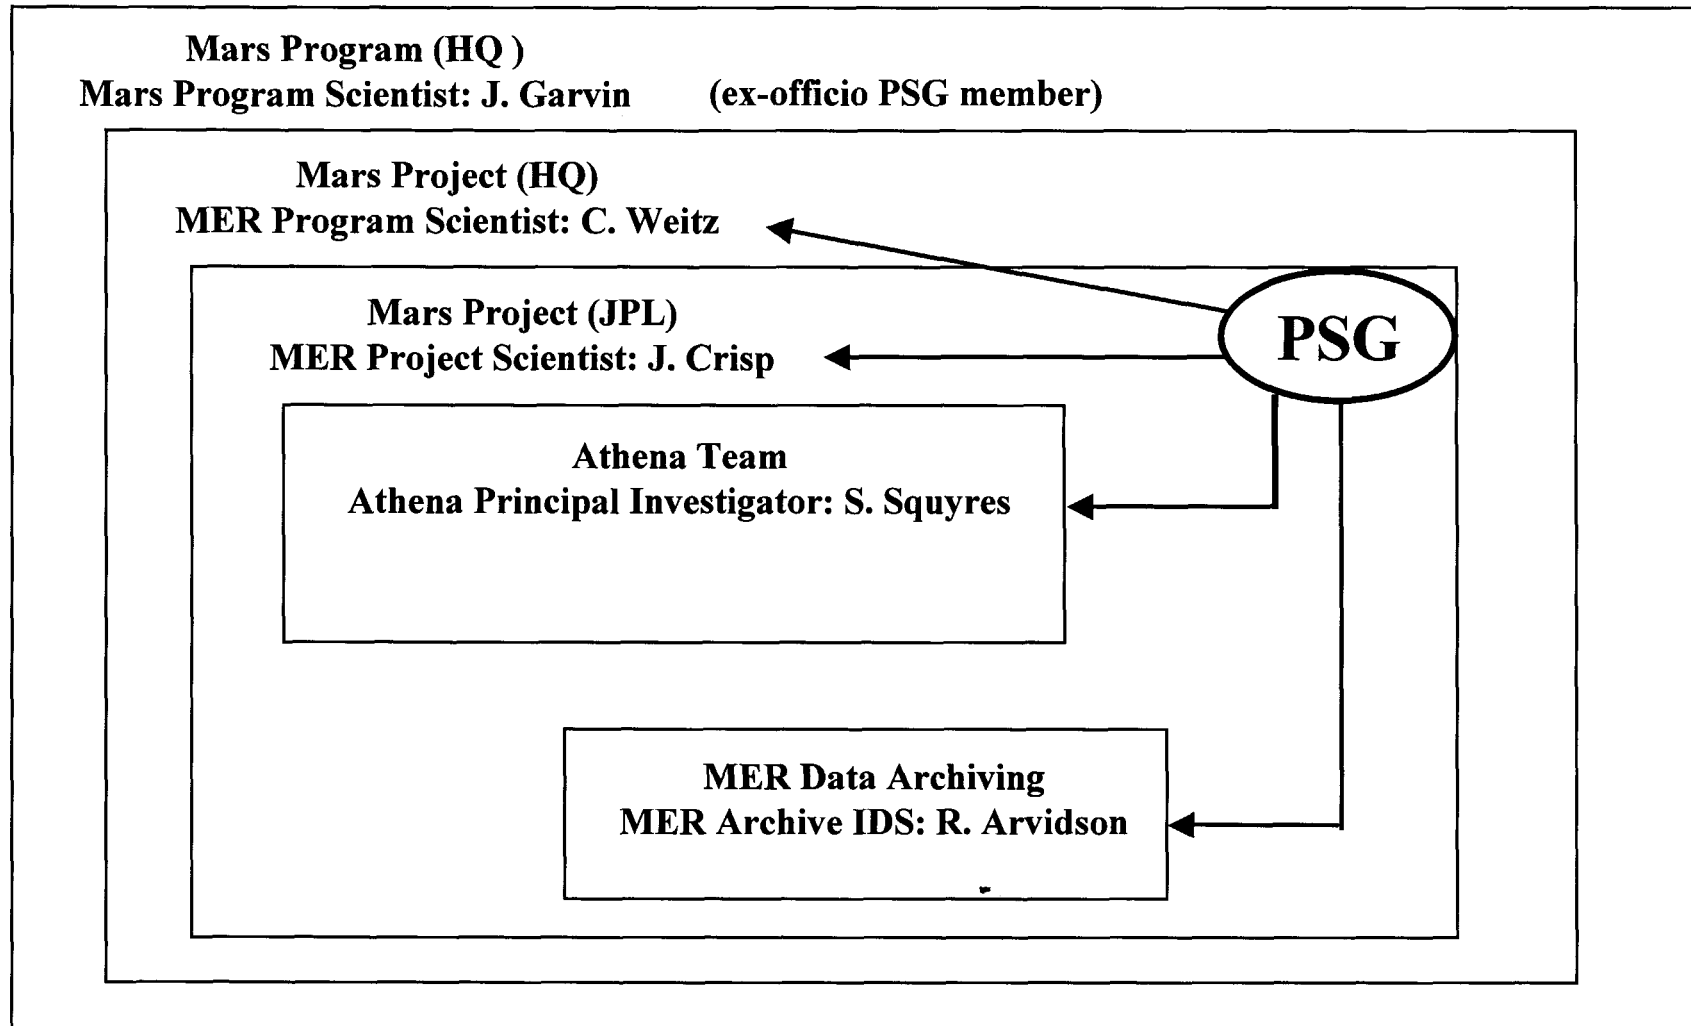 Mars Program (HQ )
Mars Program Scientist: J. Garvin (ex-officio PSG member)
Mars Project (HQ)
MER Program Scientist: C. Weitz
Mars Project (JPL)
MER Project Scientist: J. Crisp
PSG
Athena Team
Athena Principal Investigator: S. Squyres
MER Data Archiving
MER Archive IDS: R. Arvidson